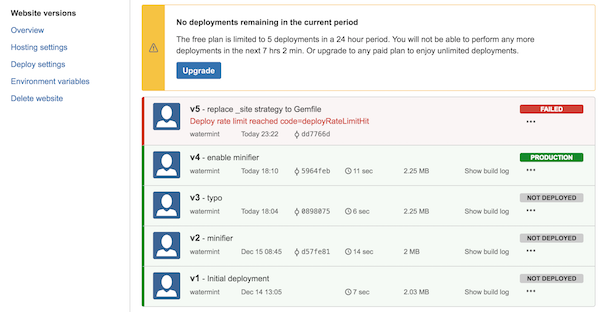 Website versions
Overview
Hosting settings
Deploy settings
Environment variables
Delete website
No deployments remaining in the current period
The free plan is limited to 5 deployments in a 24 hour period. You will not be able to perform any more
deployments in the next 7 hrs 2 min. Or upgrade to any paid plan to enjoy unlimited deployments.
Upgrade
v5 - replace _site strategy to Gemfile FAILED
Deploy rate limit reached code=deployRateLimitHit
watermint Today 23:22 dd7766d
v4 - enable minifier PRODUCTION
watermint Today 18:10 5964feb 11 sec 2.25 MB Show build log
v3 - typo NOT DEPLOYED
watermint Today 18:04 0898075 6 sec 2.25 MB Show build log
v2 - minifier NOT DEPLOYED
watermint Dec 15 08:45 d57fe81 14 sec 2 MB Show build log
v1 - Initial deployment NOT DEPLOYED
watermint Dec 14 13:05 7 sec 2.03 MB Show build log